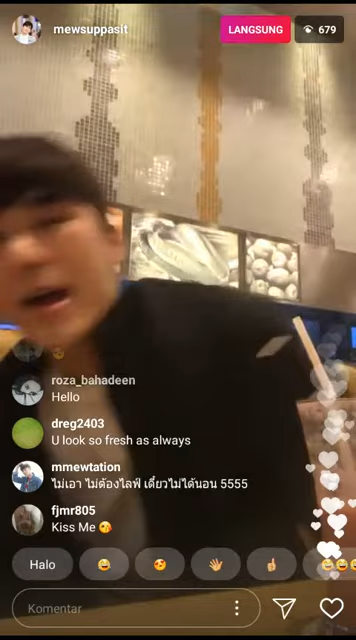 mewsuppasit
LANGSUNG
679
roza_bahadeen
Hello
dreg2403
U look so fresh as always
mmewtation
ไม่เอา ไม่ต้องไลฟ์ เดี๋ยวไม่ได้นอน 5555
fjmr805
Kiss Me 😘
Halo
😂
😍
👋
👍
Komentar